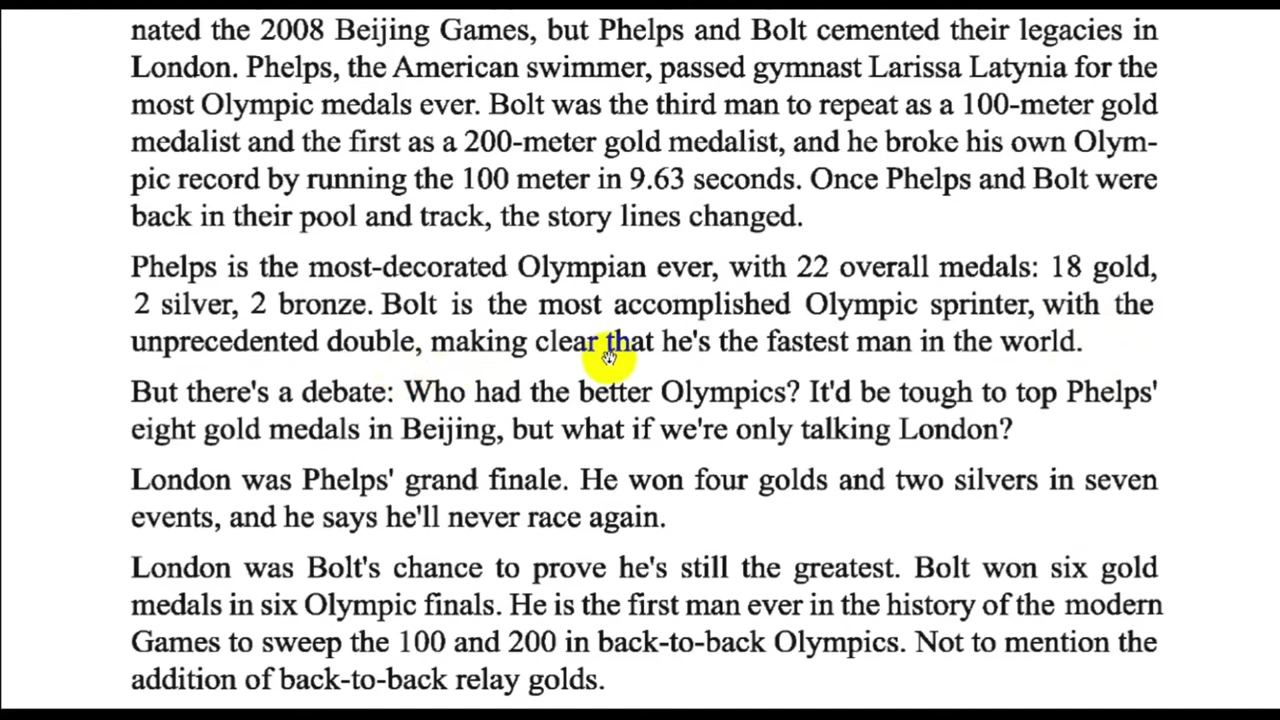 nated the 2008 Beijing Games, but Phelps and Bolt cemented their legacies in
London. Phelps, the American swimmer, passed gymnast Larissa Latynia for the
most Olympic medals ever. Bolt was the third man to repeat as a 100-meter gold
medalist and the first as a 200-meter gold medalist, and he broke his own Olym-
pic record by running the 100 meter in 9.63 seconds. Once Phelps and Bolt were
back in their pool and track, the story lines changed.
Phelps is the most-decorated Olympian ever, with 22 overall medals: 18 gold,
2 silver, 2 bronze. Bolt is the most accomplished Olympic sprinter, with the
unprecedented double, making clear that he's the fastest man in the world.
But there's a debate: Who had the better Olympics? It'd be tough to top Phelps'
eight gold medals in Beijing, but what if we're only talking London?
London was Phelps' grand finale. He won four golds and two silvers in seven
events, and he says he'll never race again.
London was Bolt's chance to prove he's still the greatest. Bolt won six gold
medals in six Olympic finals. He is the first man ever in the history of the modern
Games to sweep the 100 and 200 in back-to-back Olympics. Not to mention the
addition of back-to-back relay golds.